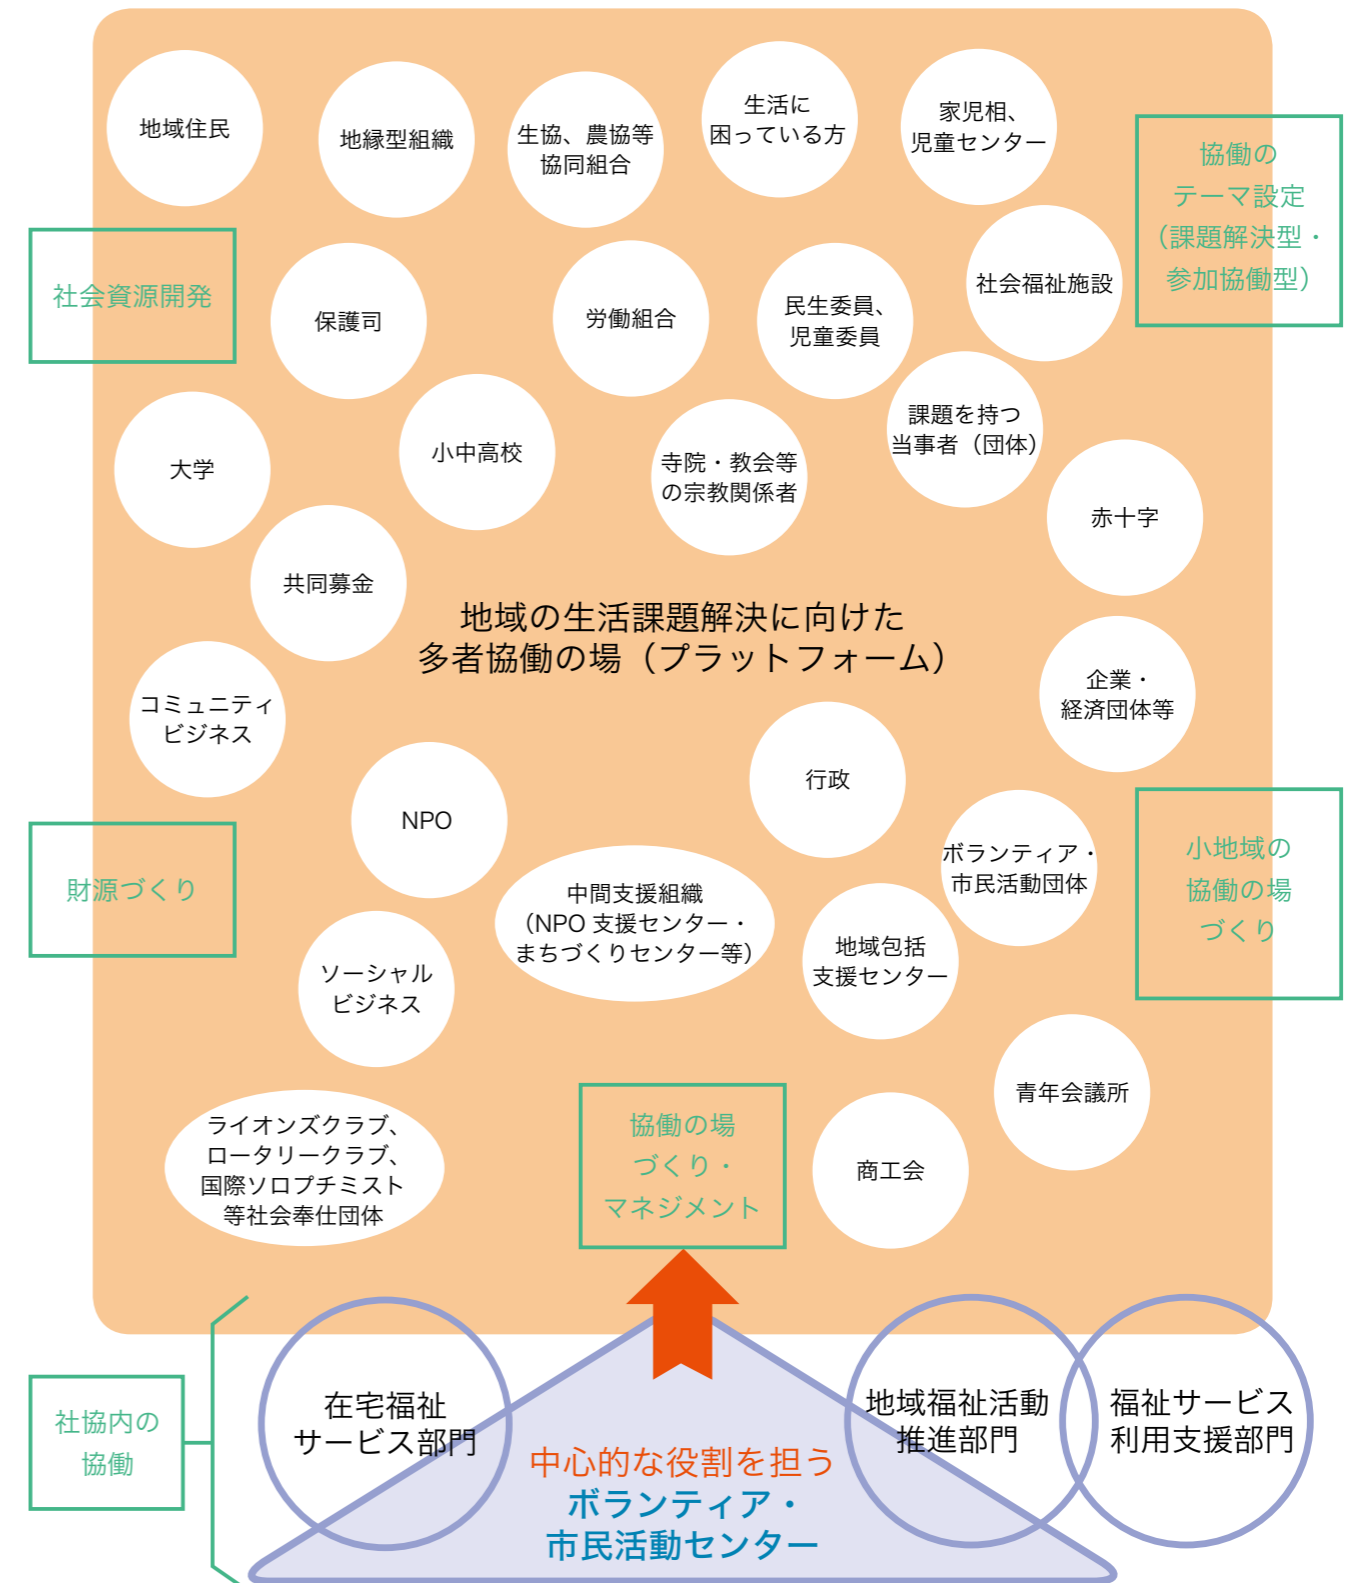 地域住民
地縁型組織
生協、農協等
協同組合
生活に
困っている方
家児相、
児童センター
協働の
テーマ設定
（課題解決型・
参加協働型）
社会資源開発
保護司
労働組合
民生委員、
児童委員
社会福祉施設
大学
小中高校
寺院・教会等
の宗教関係者
課題を持つ
当事者（団体）
赤十字
共同募金
地域の生活課題解決に向けた
多者協働の場（プラットフォーム）
コミュニティ
ビジネス
企業・
経済団体等
NPO
行政
財源づくり
中間支援組織
（NPO 支援センター・
まちづくりセンター等）
ボランティア・
市民活動団体
小地域の
協働の場
づくり
ソーシャル
ビジネス
地域包括
支援センター
青年会議所
ライオンズクラブ、
ロータリークラブ、
国際ソロプチミスト
等社会奉仕団体
協働の場
づくり・
マネジメント
商工会
社協内の
協働
在宅福祉
サービス部門
中心的な役割を担う
ボランティア・
市民活動センター
地域福祉活動
推進部門
福祉サービス
利用支援部門